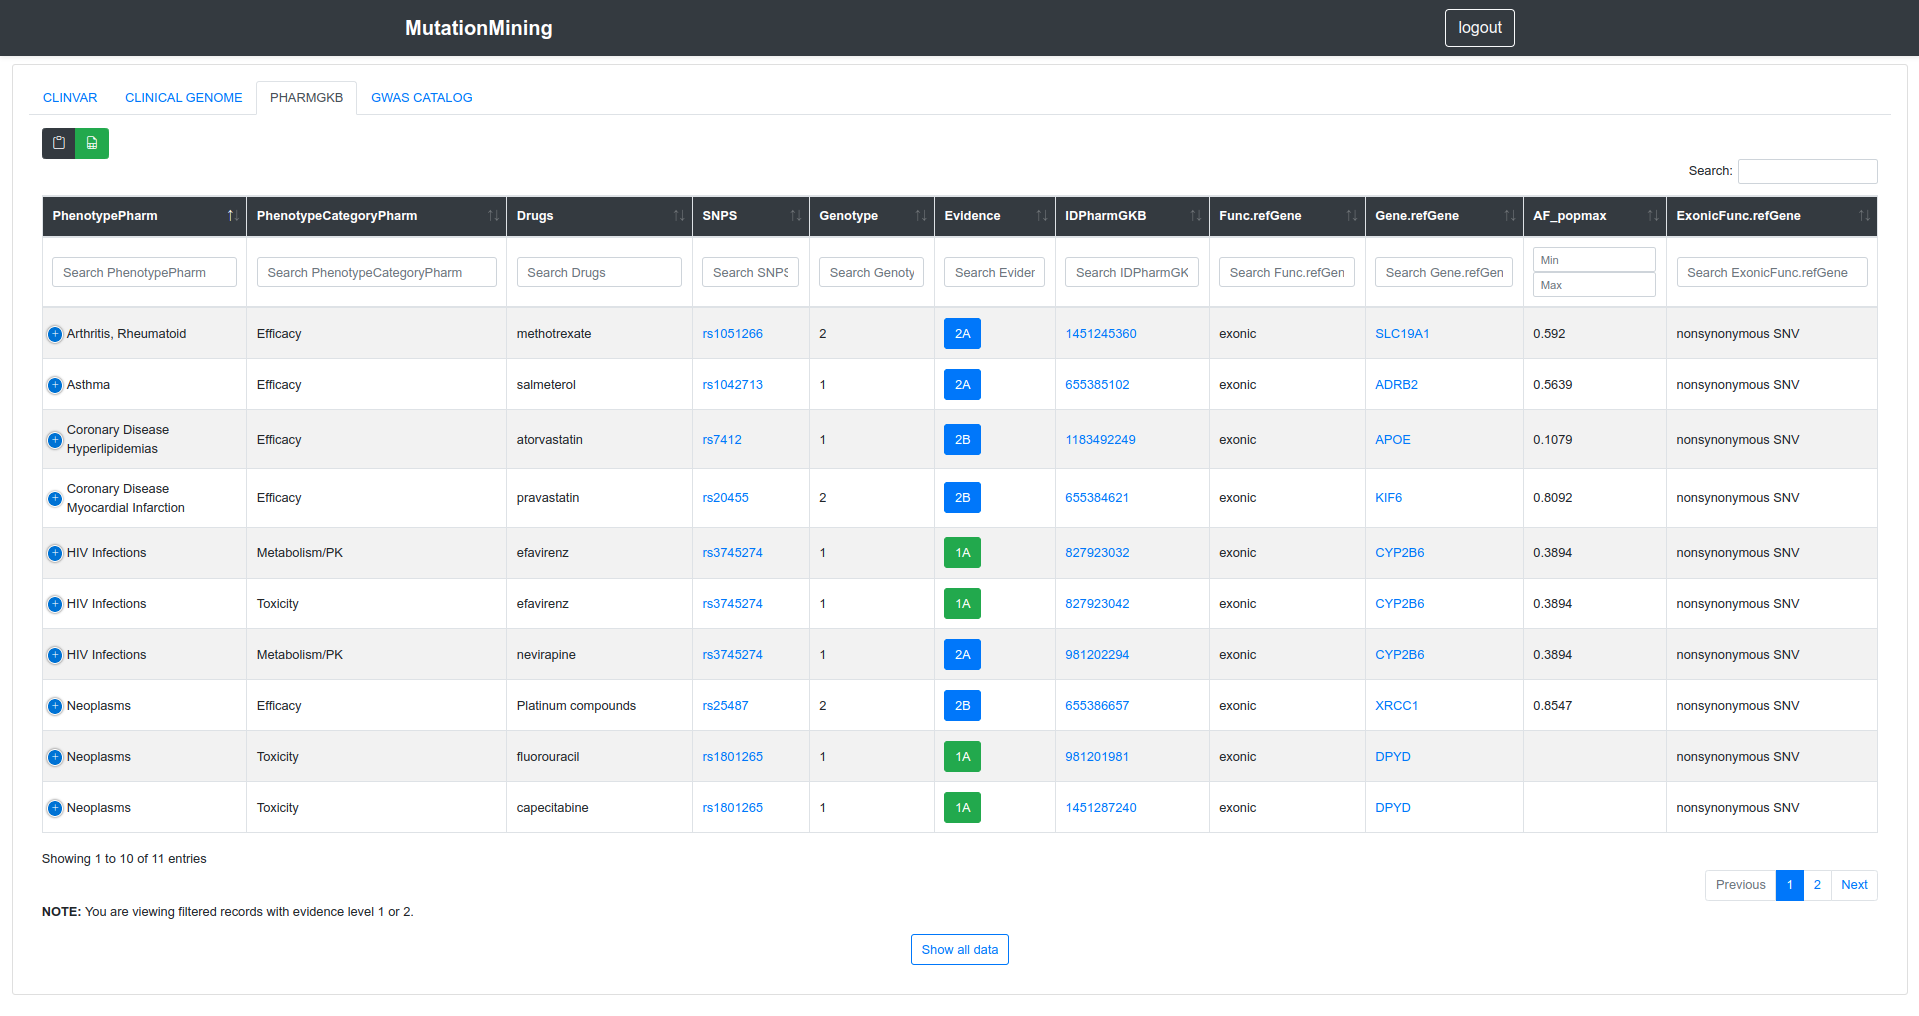 MutationMining
logout
CLINVAR CLINICAL GENOME PHARMGKB GWAS CATALOG
Search:
PhenotypePharm PhenotypeCategoryPharm Drugs SNPS Genotype Evidence IDPharmGKB Func.refGene Gene.refGene AF_popmax ExonicFunc.refGene
Search PhenotypePharm Search PhenotypeCategoryPharm Search Drugs Search SNPS Search Genoty Search Eviden Search IDPharmGK Search Func.refGen Search Gene.refGen Min Search ExonicFunc.refGene
Max
Arthritis, Rheumatoid Efficacy methotrexate rs1051266 2 2A 1451245360 exonic SLC19A1 0.592 nonsynonymous SNV
Asthma Efficacy salmeterol rs1042713 1 2A 655385102 exonic ADRB2 0.5639 nonsynonymous SNV
Coronary Disease
Hyperlipidemias Efficacy atorvastatin rs7412 1 2B 1183492249 exonic APOE 0.1079 nonsynonymous SNV
Coronary Disease
Myocardial Infarction Efficacy pravastatin rs20455 2 2B 655384621 exonic KIF6 0.8092 nonsynonymous SNV
HIV Infections Metabolism/PK efavirenz rs3745274 1 1A 827923032 exonic CYP2B6 0.3894 nonsynonymous SNV
HIV Infections Toxicity efavirenz rs3745274 1 1A 827923042 exonic CYP2B6 0.3894 nonsynonymous SNV
HIV Infections Metabolism/PK nevirapine rs3745274 1 2A 981202294 exonic CYP2B6 0.3894 nonsynonymous SNV
Neoplasms Efficacy Platinum compounds rs25487 2 2B 655386657 exonic XRCC1 0.8547 nonsynonymous SNV
Neoplasms Toxicity fluorouracil rs1801265 1 1A 981201981 exonic DPYD nonsynonymous SNV
Neoplasms Toxicity capecitabine rs1801265 1 1A 1451287240 exonic DPYD nonsynonymous SNV
Showing 1 to 10 of 11 entries
Previous 1 2 Next
NOTE: You are viewing filtered records with evidence level 1 or 2.
Show all data